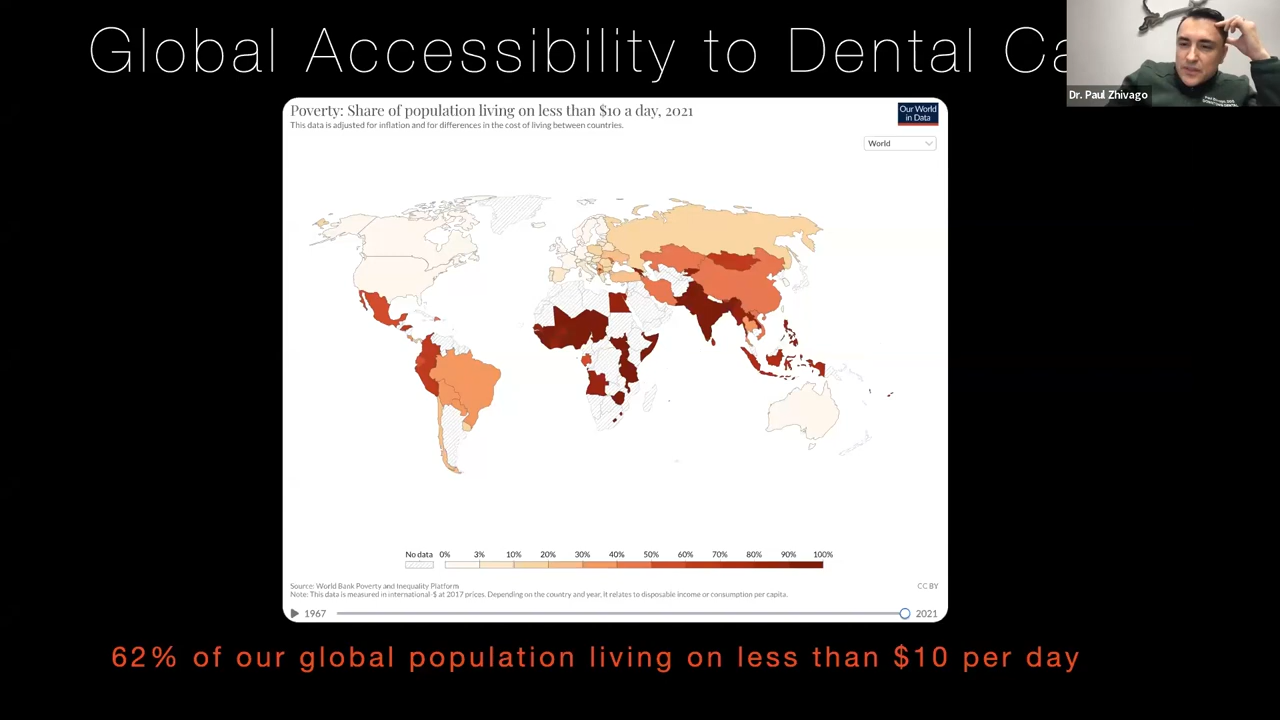 Global Accessibility to Dental Ca
Dr. Paul Zhivago
Poverty: Share of population living on less than $10 a day, 2021
This data is adjusted for inflation and for differences in the cost of living between countries.
Our World
in Data
World
No data 0% 3% 10% 20% 30% 40% 50% 60% 70% 80% 90% 100%
Source: World Bank Poverty and Inequality Platform
CC BY
Note: This data is measured in international-$ at 2017 prices. Depending on the country and year, it relates to disposable income or consumption per capita.
1967 2021
62% of our global population living on less than $10 per day